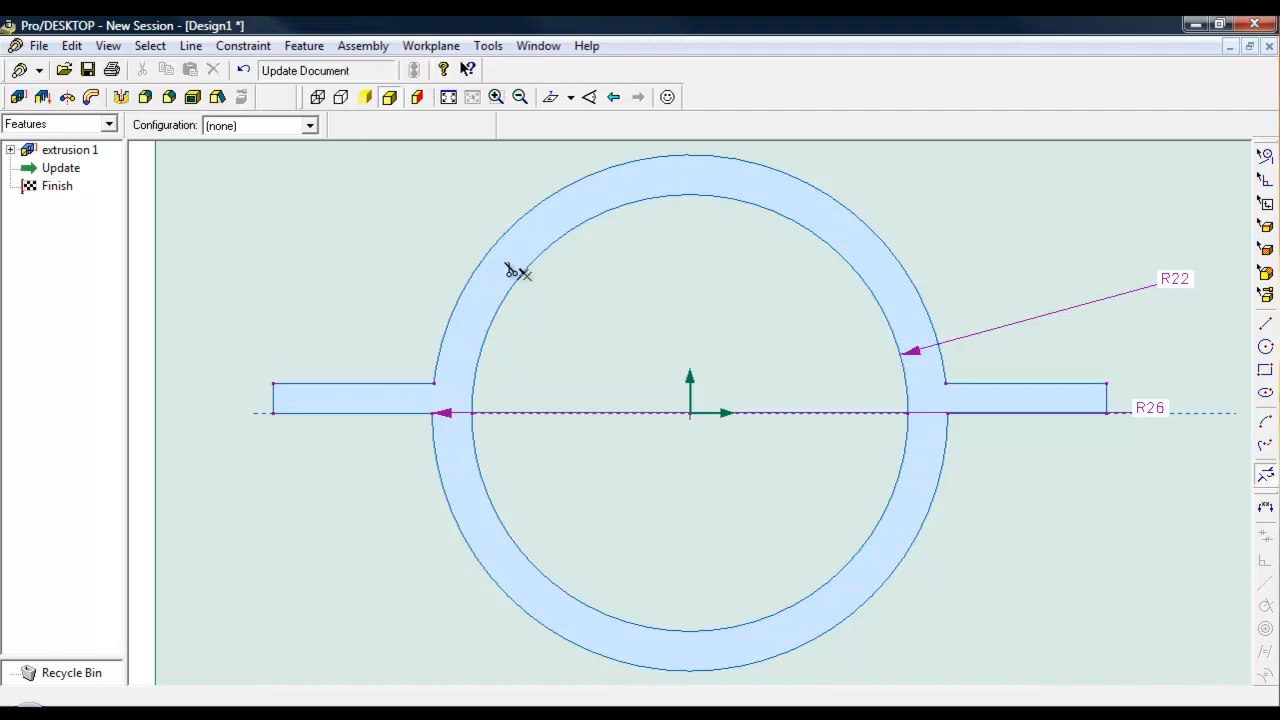 Pro/DESKTOP - New Session - [Design1 *]
File Edit View Select Line Constraint Feature Assembly Workplane Tools Window Help
Update Document
Features
Configuration: (none)
extrusion 1
Update
Finish
R22
R26
Recycle Bin